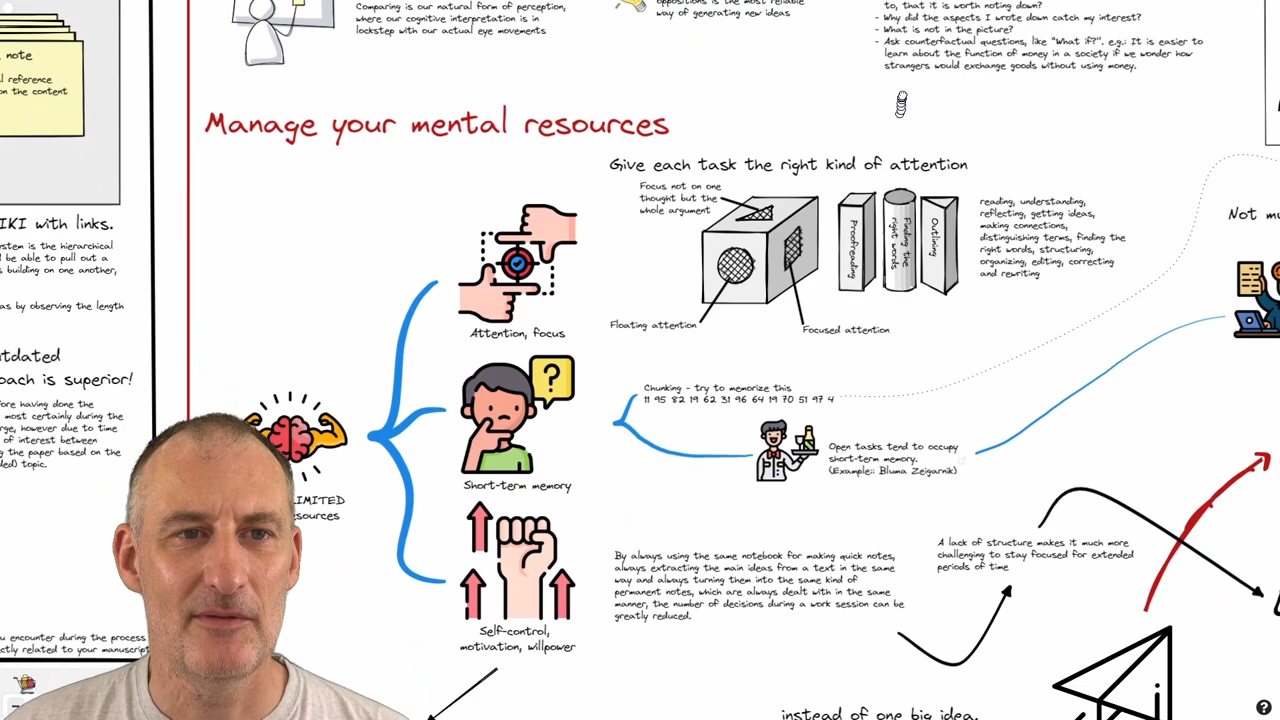 Comparing is our natural form of perception,
where our cognitive interpretation is in
lockstep with our actual eye movements
oppositions is the most reliable
way of generating new ideas
to, that it is worth noting down?
- Why did the aspects I wrote down catch my interest?
- What is not in the picture?
- Ask counterfactual questions, like "What if?". e.g.: It is easier to
learn about the function of money in a society if we wonder how
strangers would exchange goods without using money.
note
reference
on the content
IKI with links.
system is the hierarchical
be able to pull out a
s building on one another,
as by observing the length
tdated
oach is superior!
fore having done the
most certainly during the
rge, however due to time
of interest between
g the paper based on the
ded) topic.
u encounter during the process
ctly related to your manuscript
Manage your mental resources
LIMITED
resources
Attention, focus
Short-term memory
Self-control,
motivation, willpower
Give each task the right kind of attention
Focus not on one
thought but the
whole argument
Floating attention
Focused attention
Proofreading
Finding the
right words
Outlining
reading, understanding,
reflecting, getting ideas,
making connections,
distinguishing terms, finding the
right words, structuring,
organizing, editing, correcting
and rewriting
Chunking - try to memorize this
11 95 82 19 62 31 96 64 19 70 51 97 4
Open tasks tend to occupy
short-term memory.
(Example:: Bluma Zeigarnik)
By always using the same notebook for making quick notes,
always extracting the main ideas from a text in the same
way and always turning them into the same kind of
permanent notes, which are always dealt with in the same
manner, the number of decisions during a work session can be
greatly reduced.
A lack of structure makes it much more
challenging to stay focused for extended
periods of time
instead of one big idea.
Not mu
?